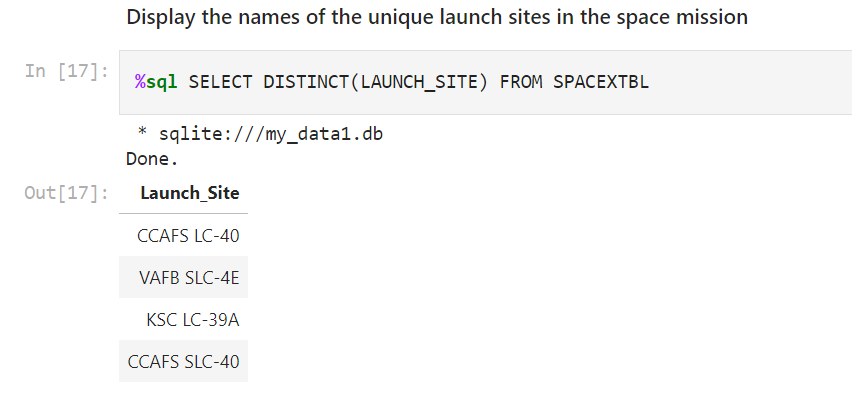 Display the names of the unique launch sites in the space mission
In [17]: %sql SELECT DISTINCT(LAUNCH_SITE) FROM SPACEXTBL
* sqlite:///my_data1.db
Done.
Out[17]: Launch_Site
CCAFS LC-40
VAFB SLC-4E
KSC LC-39A
CCAFS SLC-40